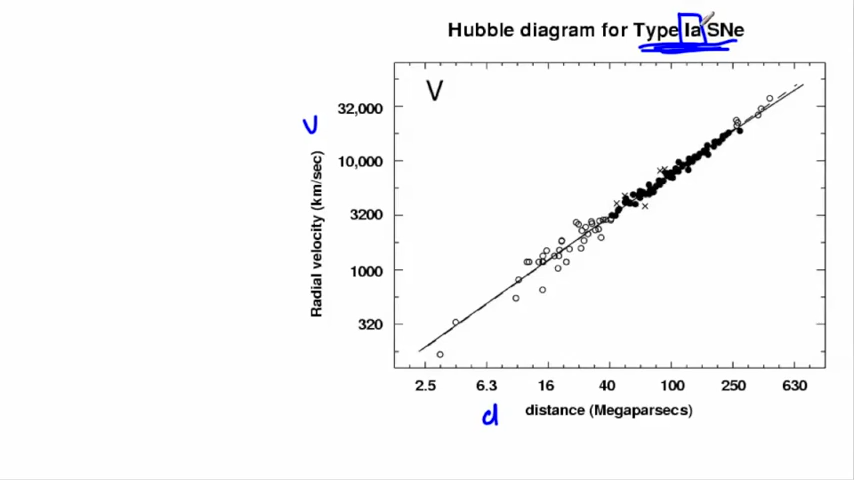 Hubble diagram for Type Ia SNe
V
v
Radial velocity (km/sec)
32,000
10,000
3200
1000
320
2.5 6.3 16 40 100 250 630
d
distance (Megaparsecs)